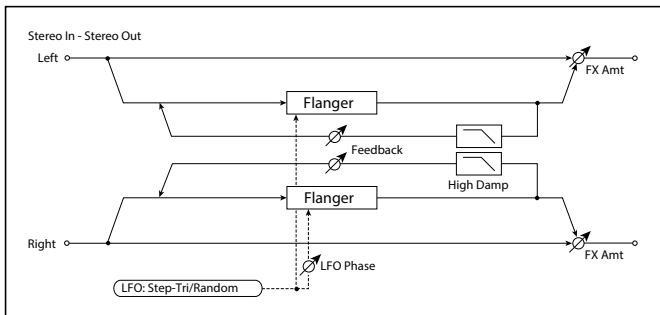 Stereo In - Stereo Out
Left
FX Amt
Flanger
Feedback
High Damp
Flanger
Right
LFO Phase
FX Amt
LFO: Step-Tri/Random